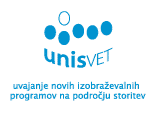 unisVET
uvajanje novih izobraževalnih
programov na področju storitev